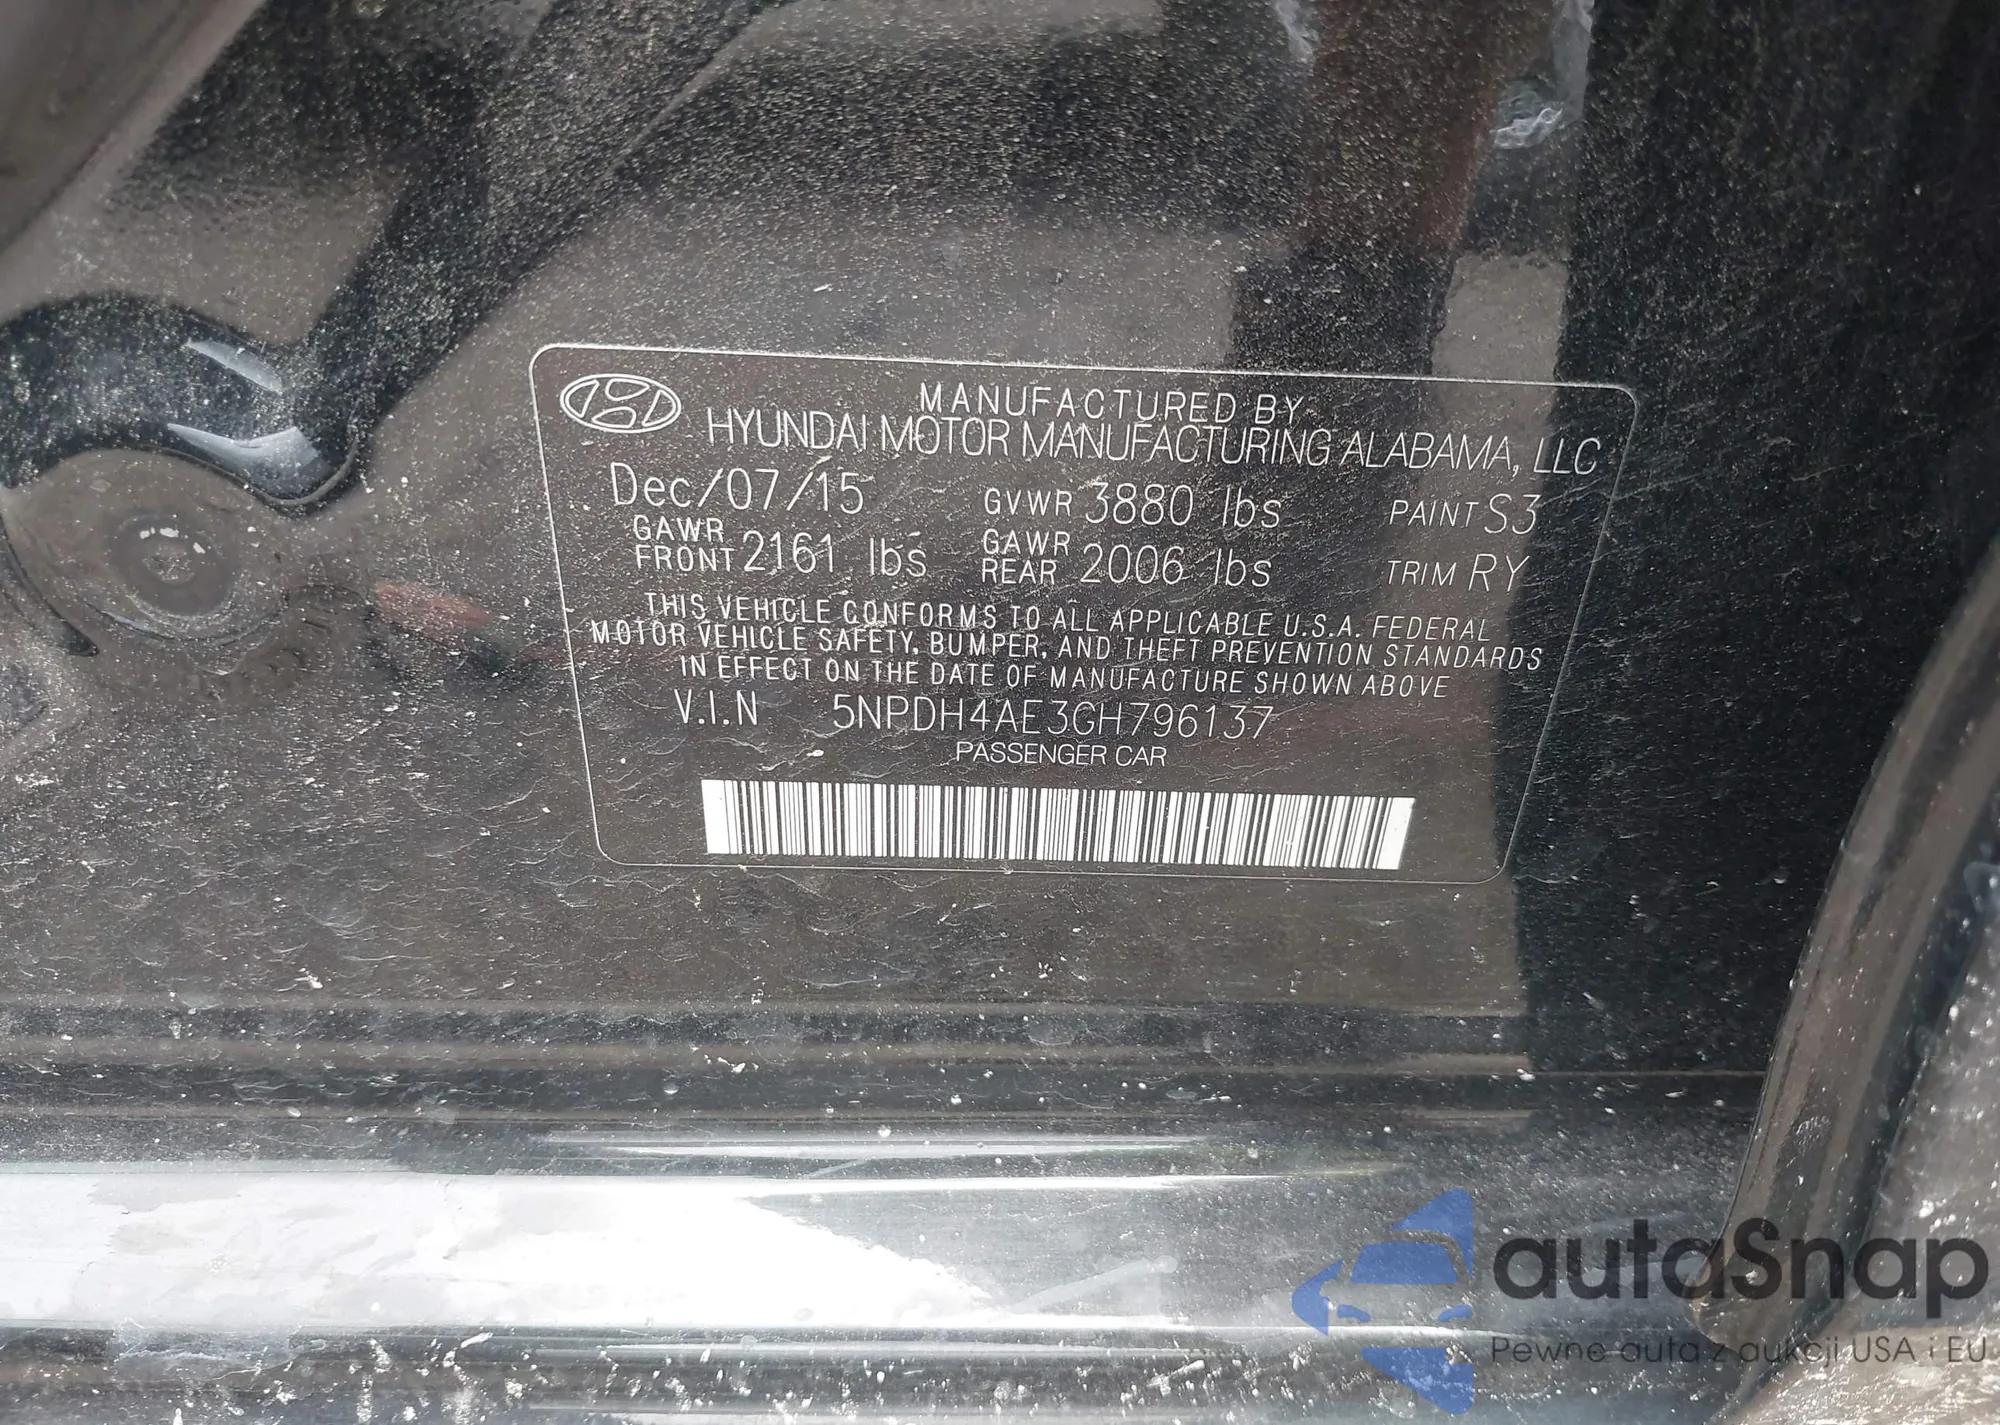 MANUFACTURED BY
HYUNDAI MOTOR MANUFACTURING ALABAMA, LLC
Dec/07/15 GVWR 3880 lbs PAINT S3
GAWR FRONT 2161 lbs GAWR REAR 2006 lbs TRIM RY
THIS VEHICLE CONFORMS TO ALL APPLICABLE U.S.A. FEDERAL
MOTOR VEHICLE SAFETY, BUMPER, AND THEFT PREVENTION STANDARDS
IN EFFECT ON THE DATE OF MANUFACTURE SHOWN ABOVE
V.I.N 5NPDH4AE3GH796137
PASSENGER CAR
autaSnap
Pewne auta z aukcji USA i EU